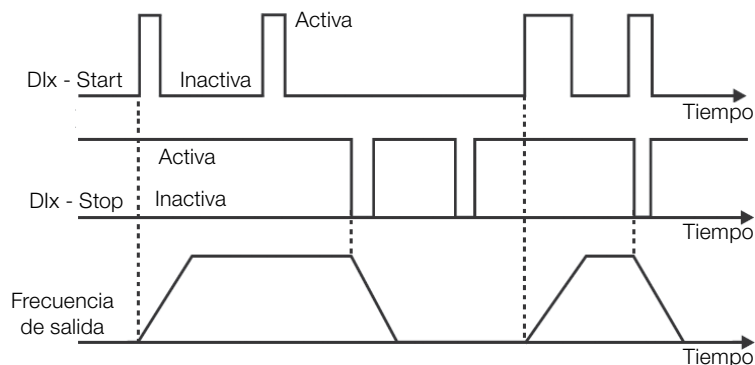 Activa
DIx - Start
Inactiva
Tiempo
Activa
DIx - Stop
Inactiva
Tiempo
Frecuencia
de salida
Tiempo